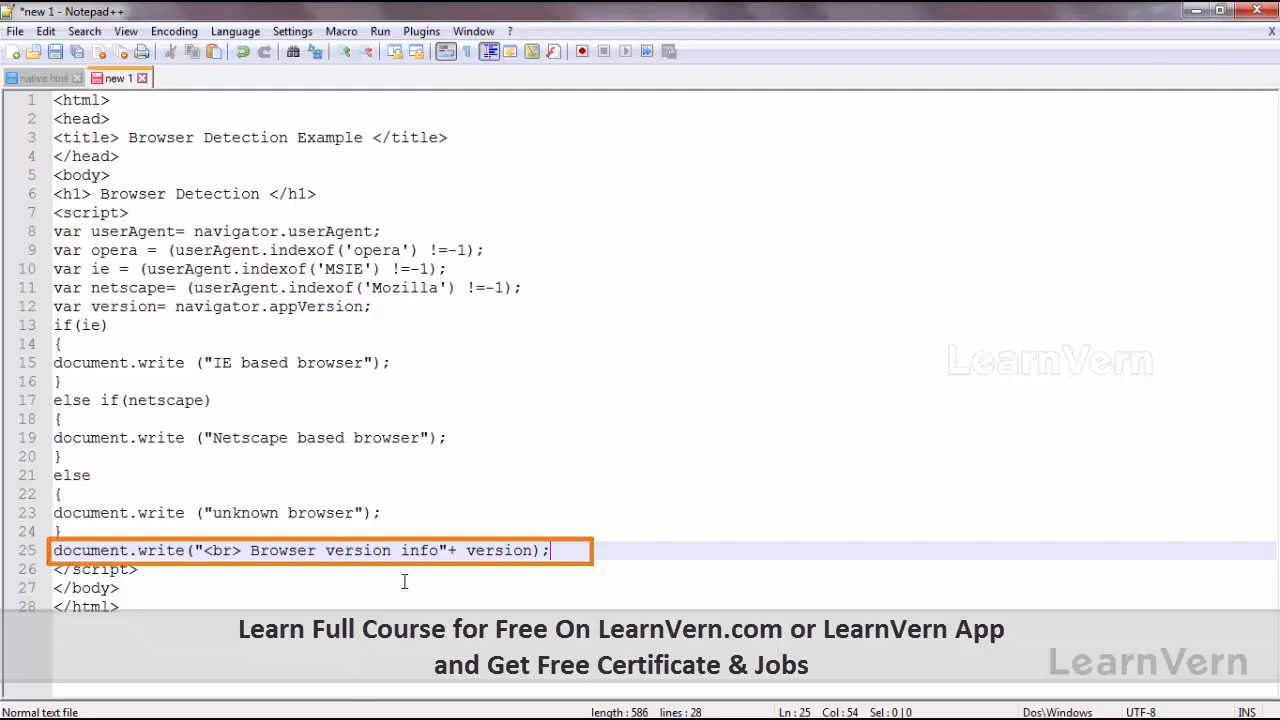 *new 1 - Notepad++
File Edit Search View Encoding Language Settings Macro Run Plugins Window ? X
native.html new 1
1 <html>
2 <head>
3 <title> Browser Detection Example </title>
4 </head>
5 <body>
6 <h1> Browser Detection </h1>
7 <script>
8 var userAgent= navigator.userAgent;
9 var opera = (userAgent.indexof('opera') !=-1);
10 var ie = (userAgent.indexof('MSIE') !=-1);
11 var netscape= (userAgent.indexof('Mozilla') !=-1);
12 var version= navigator.appVersion;
13 if(ie)
14 {
15 document.write ("IE based browser");
16 }
17 else if(netscape)
18 {
19 document.write ("Netscape based browser");
20 }
21 else
22 {
23 document.write ("unknown browser");
24 }
25 document.write("<br> Browser version info"+ version);
26 </script>
27 </body>
28 </html>
LearnVern
Learn Full Course for Free On LearnVern.com or LearnVern App
and Get Free Certificate & Jobs
LearnVern
Normal text file length : 586 lines : 28 Ln : 25 Col : 54 Sel : 0 | 0 Dos\Windows UTF-8 INS